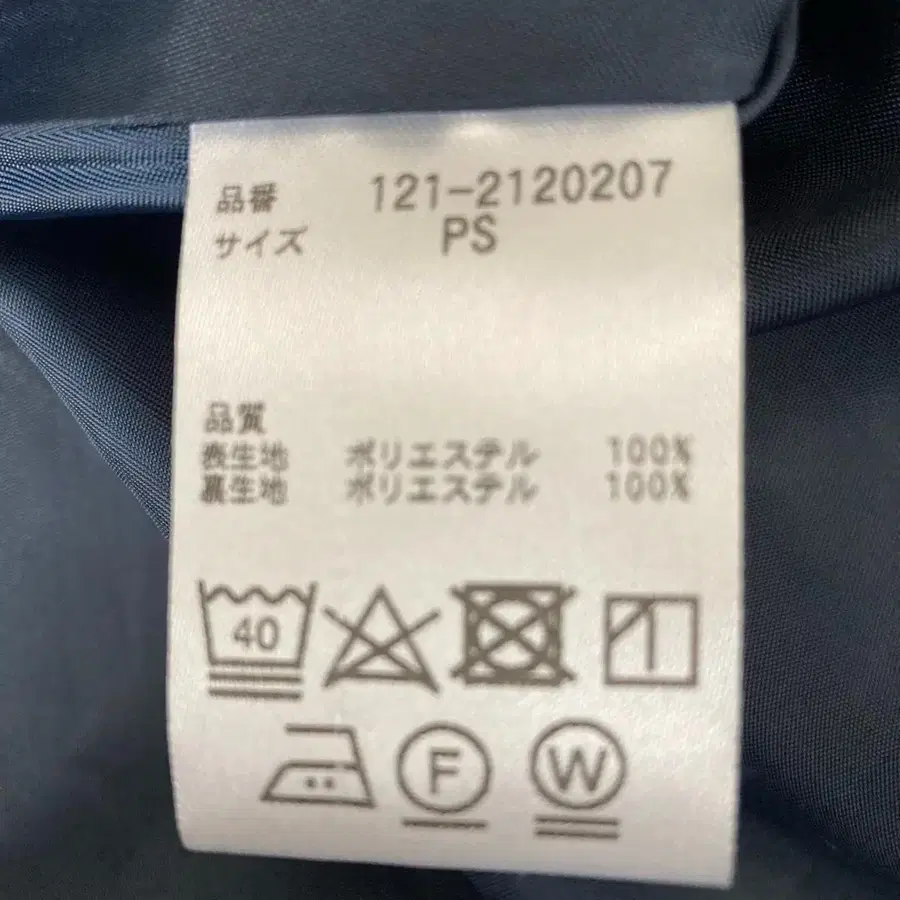 品番 121-2120207
サイズ PS
品質
表生地 ポリエステル 100%
裏生地 ポリエステル 100%
40
F W